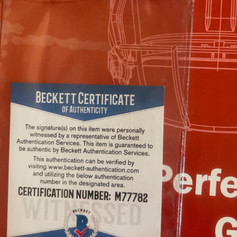 BECKETT CERTIFICATE
OF AUTHENTICITY
The signature(s) on this item were personally
witnessed by a representative of Beckett
Authentication Services. This item is guaranteed to
be authentic by Beckett Authentication Services.
This authentication can be verified by
visiting www.beckett-authentication.com
and utilizing the below authentication
number in the designated area.
CERTIFICATION NUMBER: M77782
WITNESSED
BECKETT
B
Perfe
G